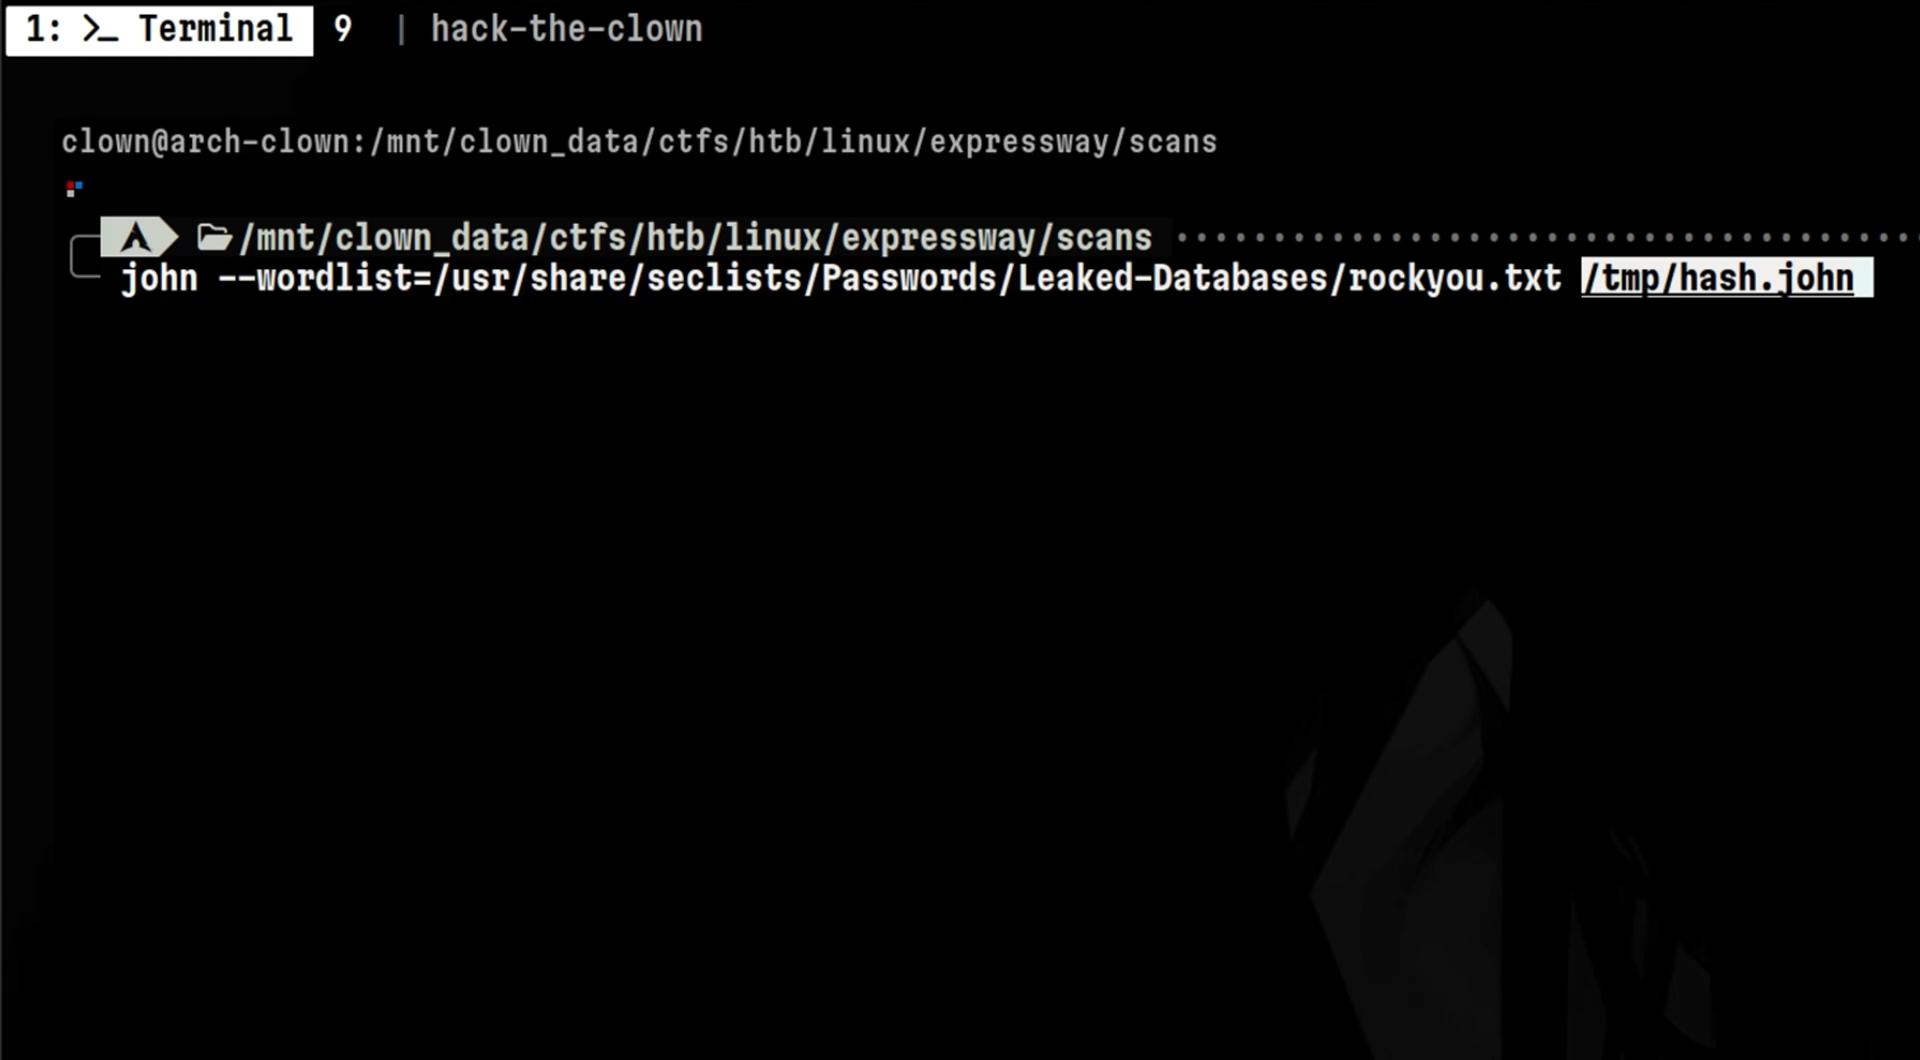 1: >_ Terminal 9 | hack-the-clown
clown@arch-clown:/mnt/clown_data/ctfs/htb/linux/expressway/scans
/mnt/clown_data/ctfs/htb/linux/expressway/scans
john --wordlist=/usr/share/seclists/Passwords/Leaked-Databases/rockyou.txt /tmp/hash.john